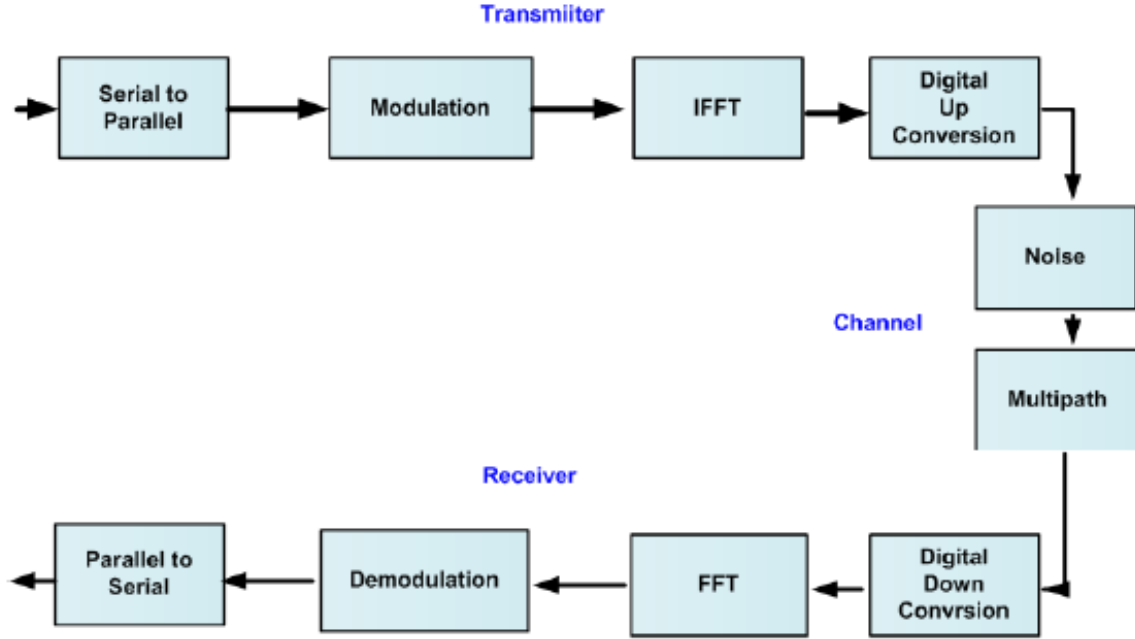 Transmiiter
Serial to
Parallel
Modulation
IFFT
Digital
Up
Conversion
Nolse
Channel
Multipath
Receiver
Digital
Down
Convrsion
FFT
Demodulation
Parallel to
Serial